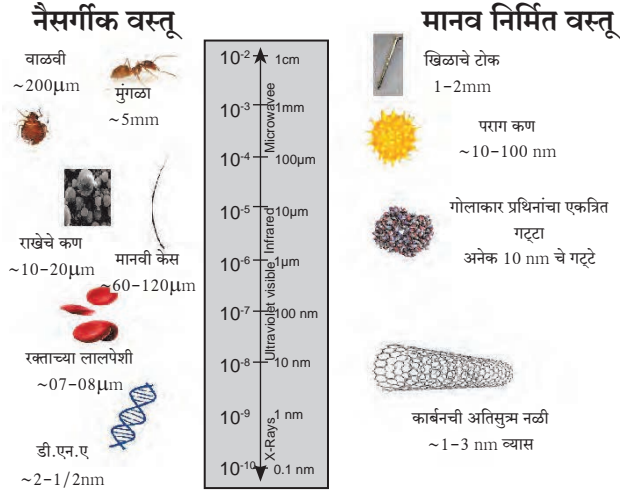 नैसर्गीक वस्तू
वाळवी
~200μm
मुंगळा
~5mm
राखेचे कण
~10-20μm
मानवी केस
~60-120μm
रक्ताच्या लालपेशी
~07-08μm
डी.एन.ए
~2-1/2nm
10-2 1cm
10-3 1mm
10-4 100μm
10-5 10μm
10-6 1μm
10-7 100 nm
10-8 10 nm
10-9 1 nm
10-10 0.1 nm
Microwavee
Infrared
Ultraviolet visible
X-Rays
मानव निर्मित वस्तू
खिळाचे टोक
1-2mm
पराग कण
~10-100 nm
गोलाकार प्रथिनांचा एकत्रित
गट्टा
अनेक 10 nm चे गट्टे
कार्बनची अतिसुत्र्म नळी
~1-3 nm व्यास